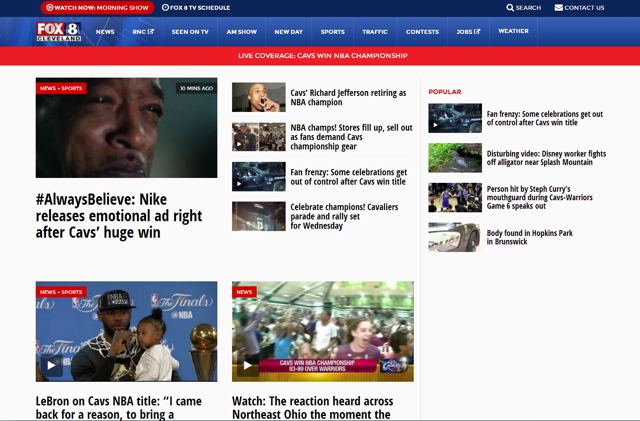 WATCH NOW: MORNING SHOW
FOX 8 TV SCHEDULE
SEARCH
CONTACT US
FOX 8
CLEVELAND
NEWS
RNC
SEEN ON TV
AM SHOW
NEW DAY
SPORTS
TRAFFIC
CONTESTS
JOBS
WEATHER
LIVE COVERAGE: CAVS WIN NBA CHAMPIONSHIP
NEWS • SPORTS
10 MINS AGO
#AlwaysBelieve: Nike
releases emotional ad right
after Cavs’ huge win
Cavs’ Richard Jefferson retiring as
NBA champion
NBA champs! Stores fill up, sell out
as fans demand Cavs
championship gear
Fan frenzy: Some celebrations get
out of control after Cavs win title
Celebrate champions! Cavaliers
parade and rally set
for Wednesday
POPULAR
Fan frenzy: Some celebrations get out
of control after Cavs win title
Disturbing video: Disney worker fights
off alligator near Splash Mountain
Person hit by Steph Curry’s
mouthguard during Cavs-Warriors
Game 6 speaks out
Body found in Hopkins Park
in Brunswick
NEWS • SPORTS
The Finals
@NBA
LeBron on Cavs NBA title: “I came
back for a reason, to bring a
NEWS
CAVS WIN NBA CHAMPIONSHIP
93-89 OVER WARRIORS
Watch: The reaction heard across
Northeast Ohio the moment the